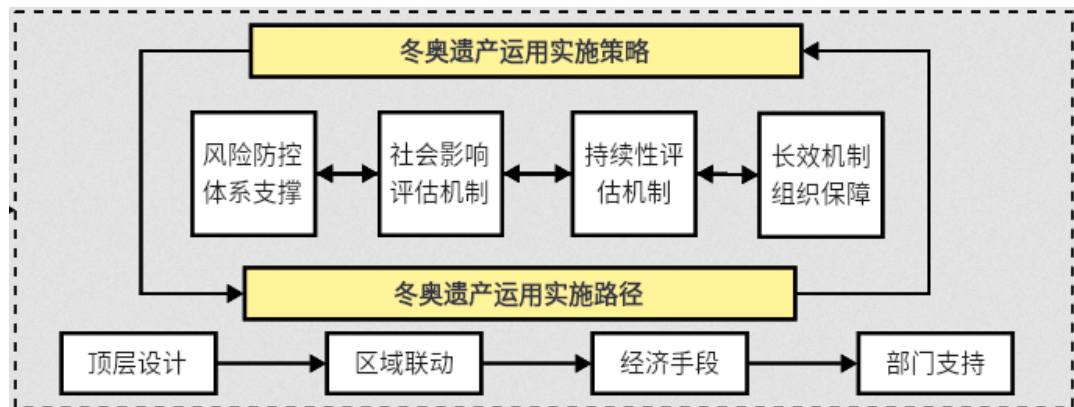 冬奥遗产运用实施策略
风险防控
体系支撑
社会影响
评估机制
持续性评
估机制
长效机制
组织保障
冬奥遗产运用实施路径
顶层设计
区域联动
经济手段
部门支持